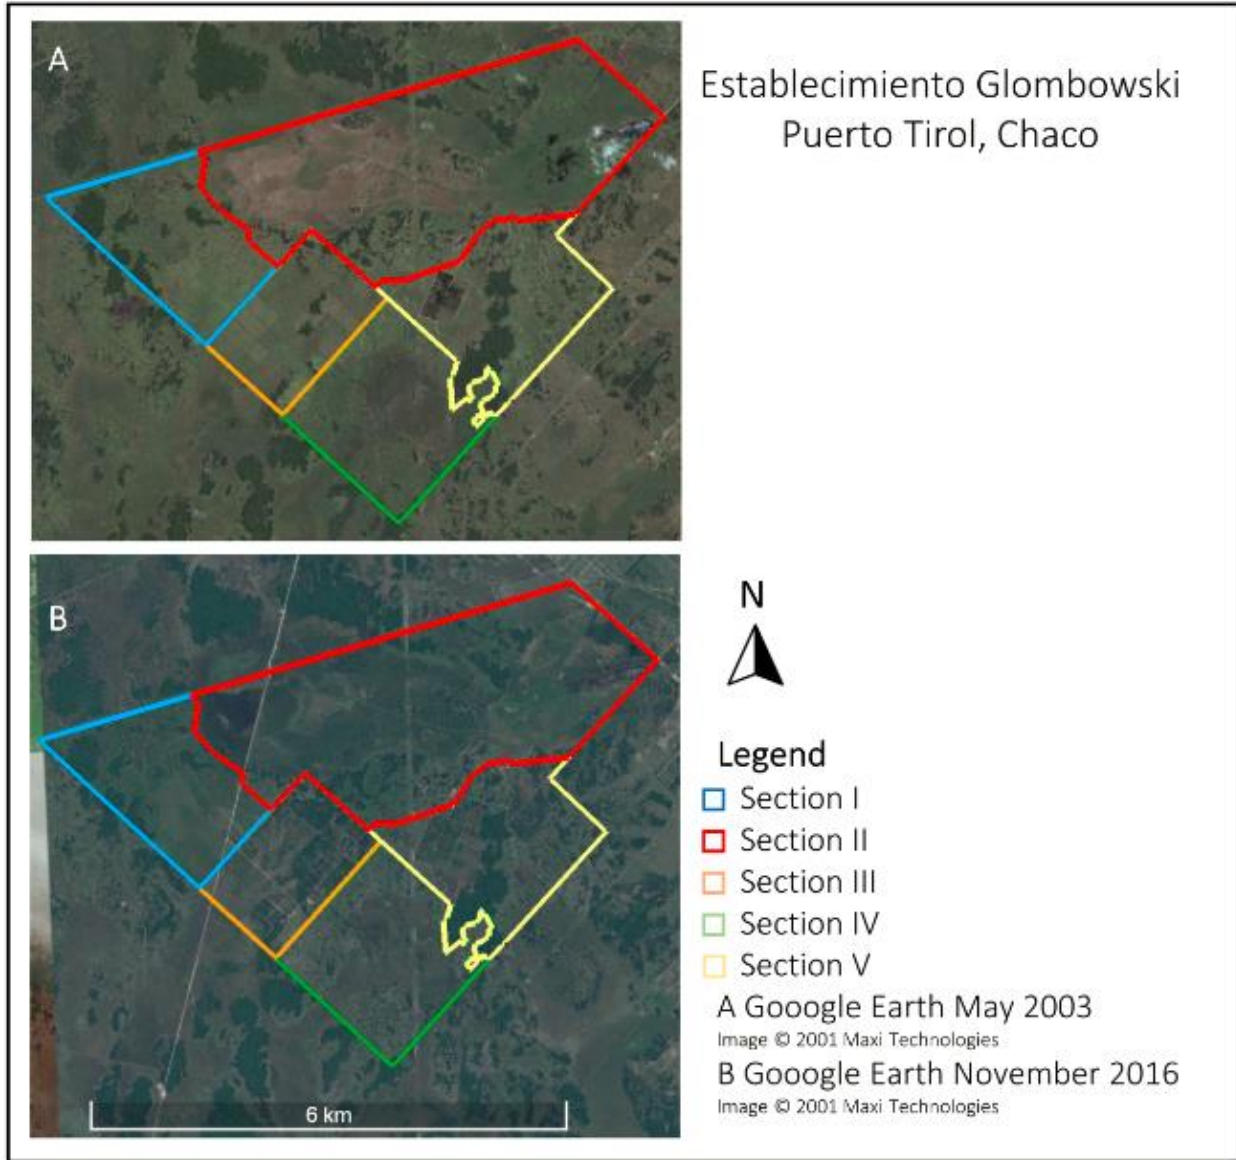 A
Establecimiento Glombowski
Puerto Tirol, Chaco
B
N
Legend
Section I
Section II
Section III
Section IV
Section V
A Gooogle Earth May 2003
Image © 2001 Maxi Technologies
B Gooogle Earth November 2016
Image © 2001 Maxi Technologies
6 km